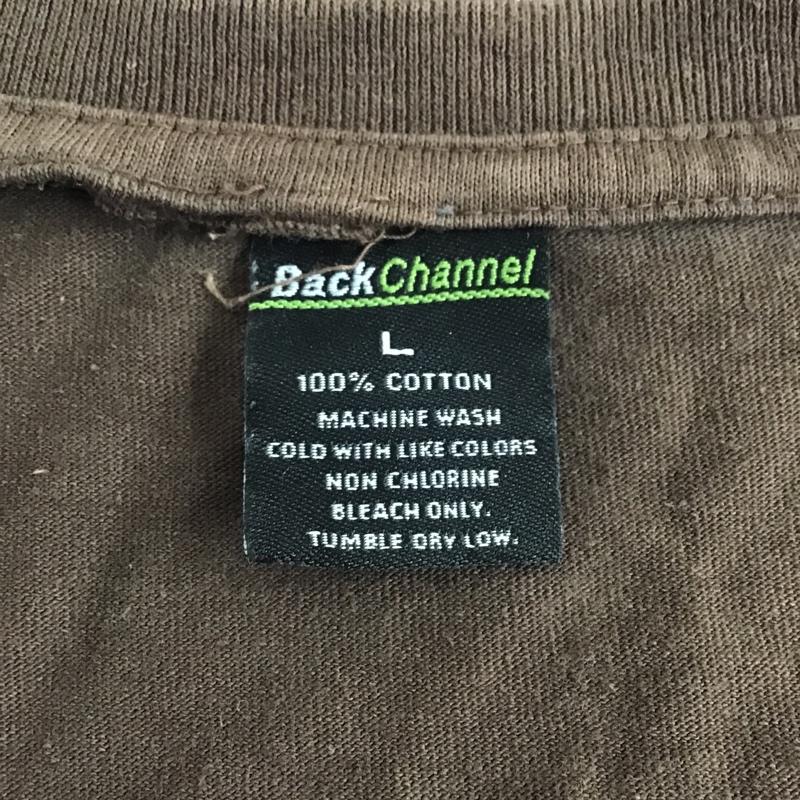 BackChannel
L
100% COTTON
MACHINE WASH
COLD WITH LIKE COLORS
NON CHLORINE
BLEACH ONLY.
TUMBLE DRY LOW.